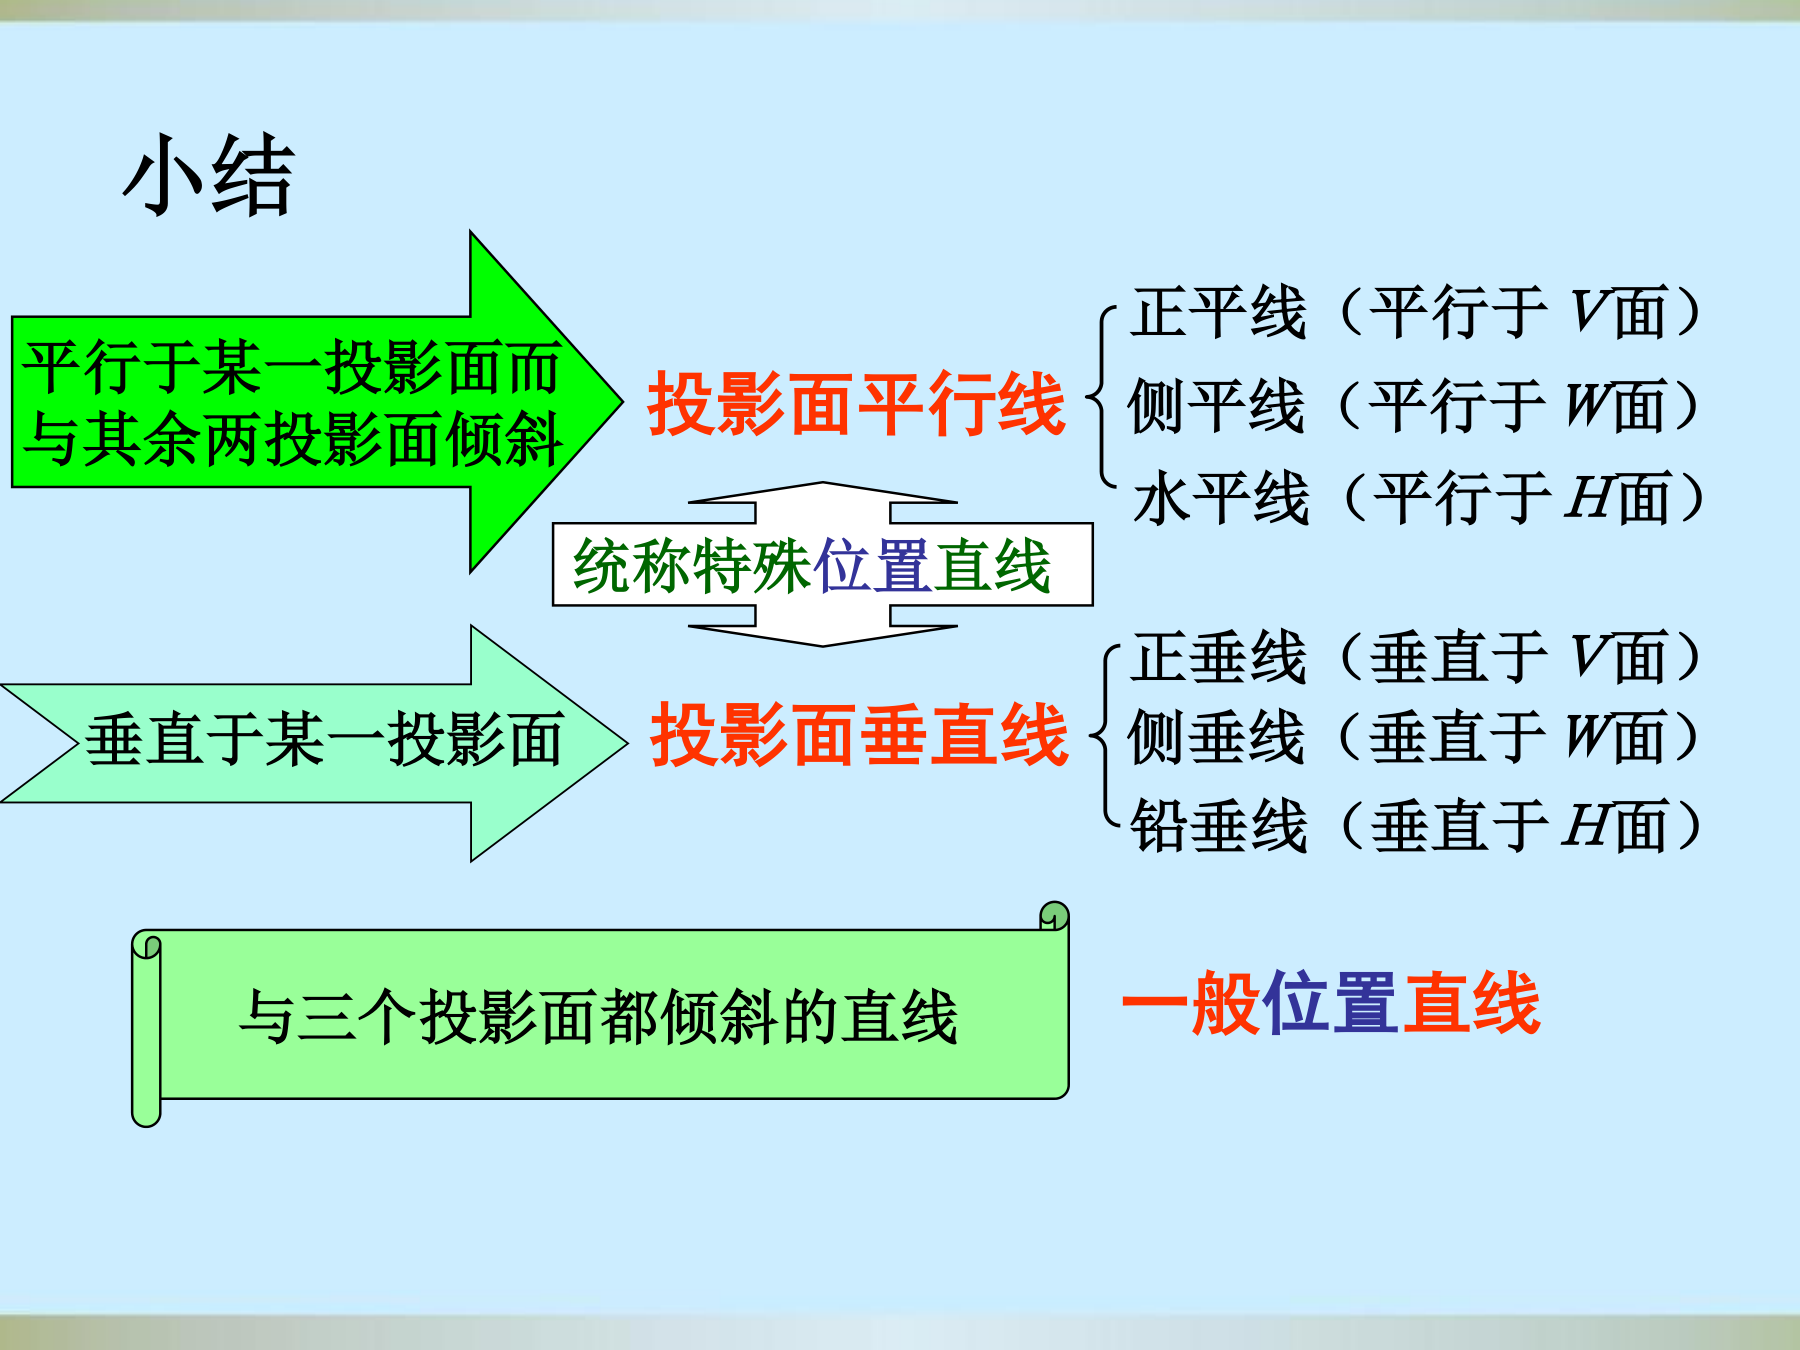 小结
平行于某一投影面而
与其余两投影面倾斜
投影面平行线
正平线（平行于V面）
侧平线（平行于W面）
水平线（平行于H面）
统称特殊位置直线
垂直于某一投影面
投影面垂直线
正垂线（垂直于V面）
侧垂线（垂直于W面）
铅垂线（垂直于H面）
与三个投影面都倾斜的直线
一般位置直线